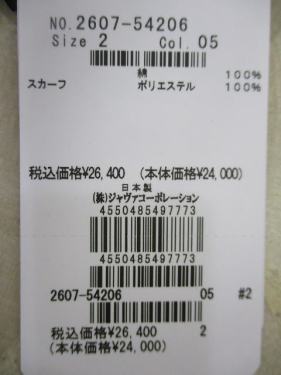 NO. 2607-54206
Size 2 Col. 05
綿 100%
スカーフ ポリエステル 100%
税込価格¥26,400 (本体価格¥24,000)
日本製
(株)ジャヴァコーポレーション
4550485497773
4550485497773
2607-54206 05 #2
税込価格¥26,400 2
(本体価格¥24,000)